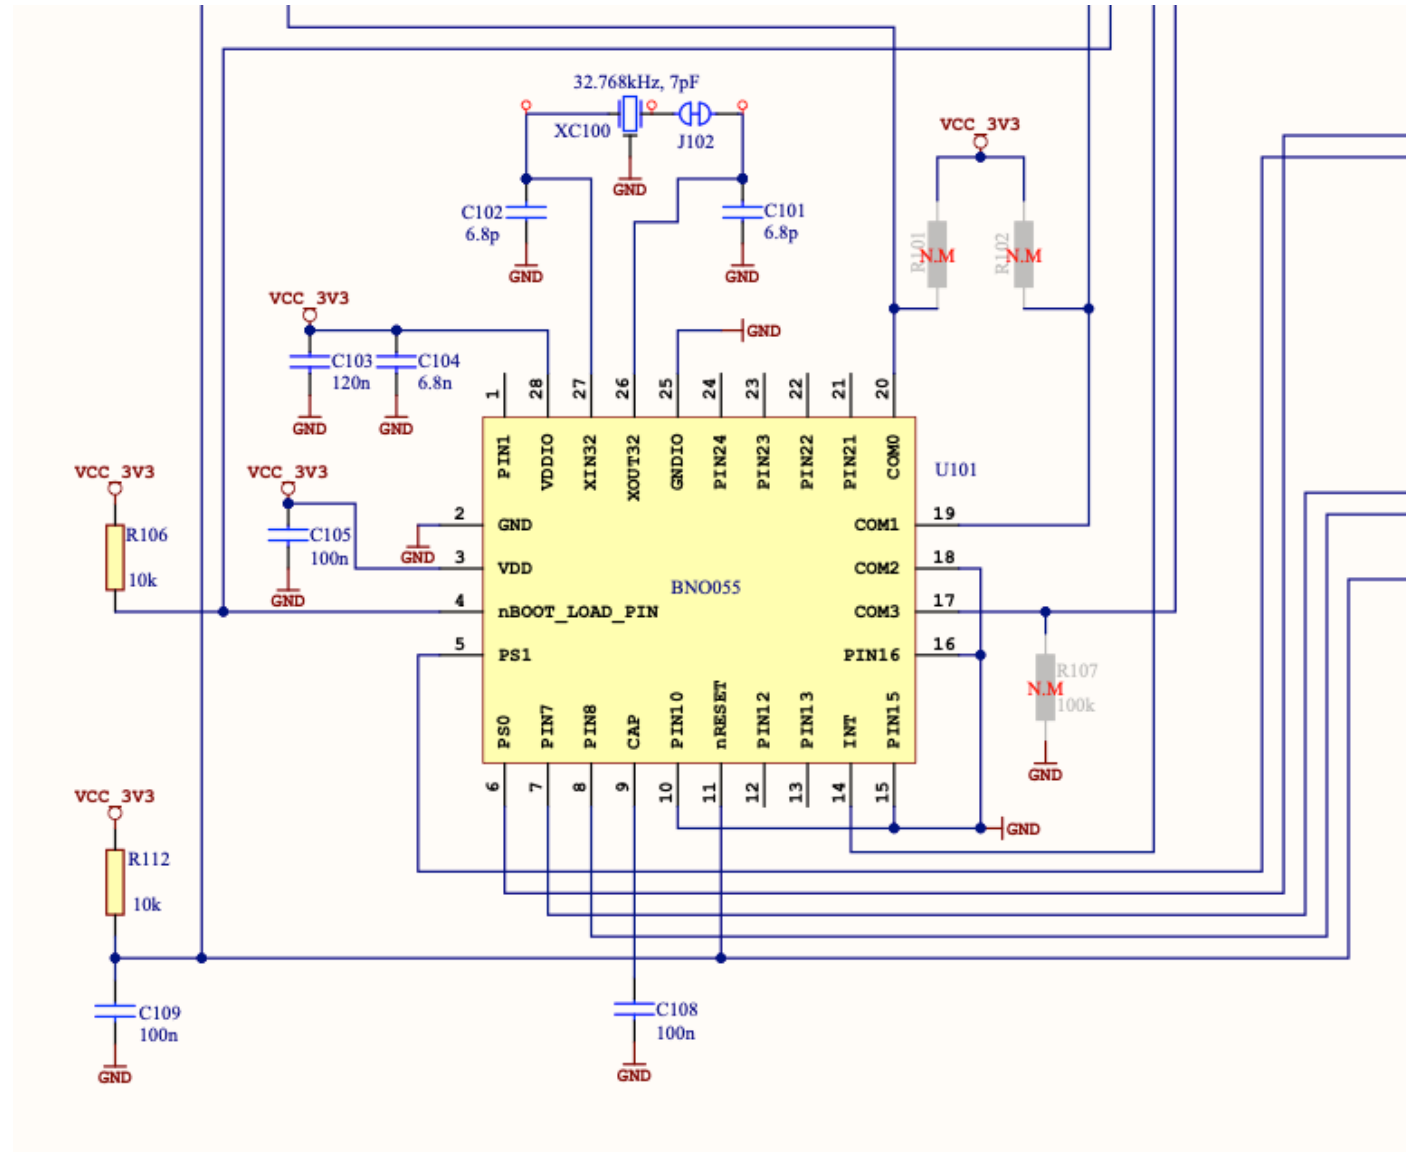 32.768kHz, 7pF
XC100
J102
GND
VCC_3V3
C102
6.8p
GND
C101
6.8p
GND
R101
N.M
R102
N.M
VCC_3V3
C103
120n
GND
C104
6.8n
GND
GND
1
28
27
26
25
24
23
22
21
20
PIN1
VDDIO
XIN32
XOUT32
GNDIO
PIN24
PIN23
PIN22
PIN21
COM0
U101
VCC_3V3
R106
10k
VCC_3V3
C105
100n
GND
GND
2
GND
3
VDD
4
nBOOT_LOAD_PIN
5
PS1
BNO055
19
COM1
18
COM2
17
COM3
16
PIN16
R107
N.M
100k
GND
PS0
PIN7
PIN8
CAP
PIN10
nRESET
PIN12
PIN13
INT
PIN15
6
7
8
9
10
11
12
13
14
15
GND
VCC_3V3
R112
10k
C109
100n
GND
C108
100n
GND